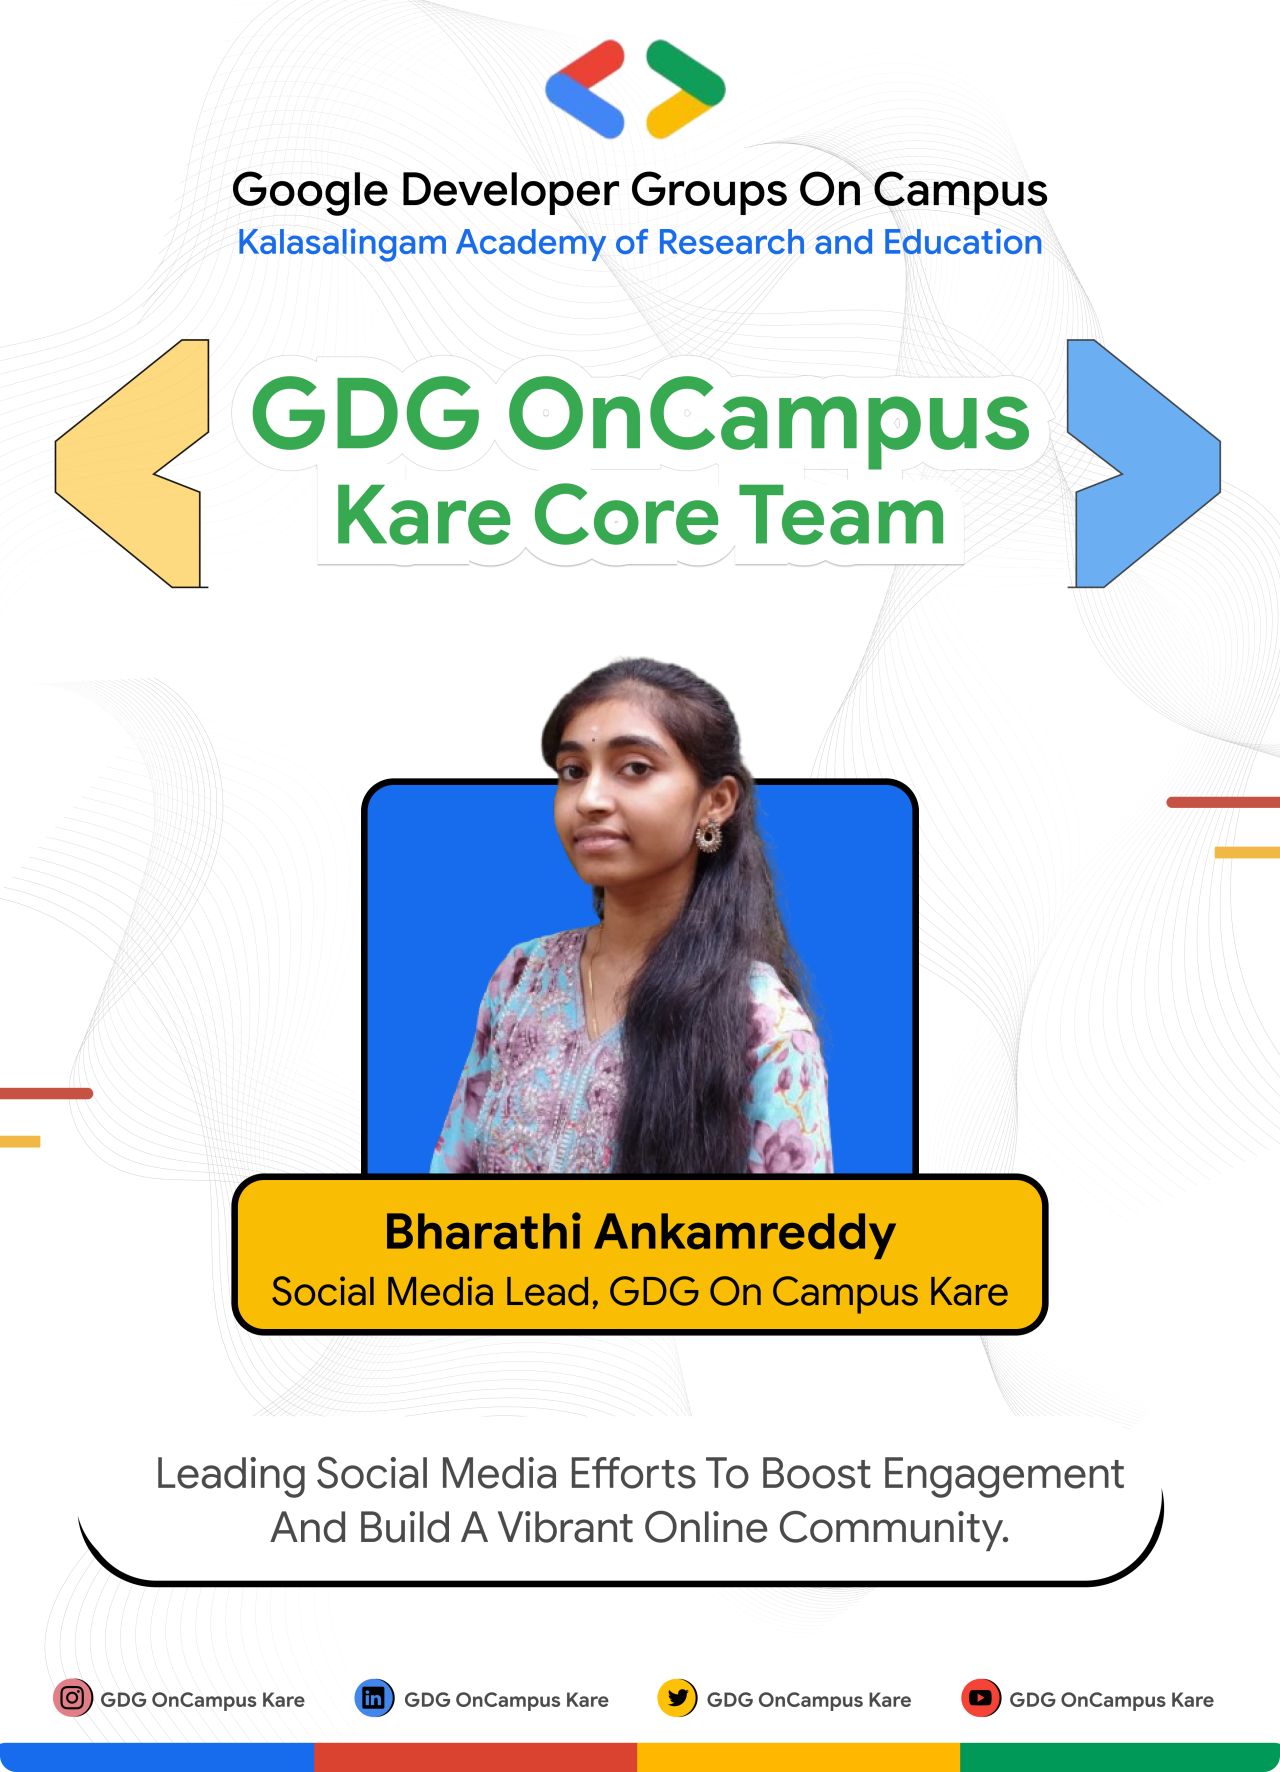 Google Developer Groups On Campus
Kalasalingam Academy of Research and Education
GDG OnCampus
Kare Core Team
Bharathi Ankamreddy
Social Media Lead, GDG On Campus Kare
Leading Social Media Efforts To Boost Engagement
And Build A Vibrant Online Community.
GDG OnCampus Kare
GDG OnCampus Kare
GDG OnCampus Kare
GDG OnCampus Kare